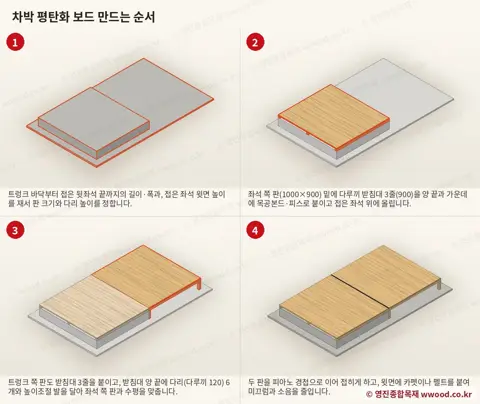 차박 평탄화 보드 만드는 순서
1
2
트렁크 바닥부터 접은 뒷좌석 끝까지의 길이·폭과, 접은 좌석 윗면 높이
를 재서 판 크기와 다리 높이를 정합니다.
좌석 쪽 판(1000×900) 밑에 다루끼 받침대 3줄(900)을 양 끝과 가운데
에 목공본드·피스로 붙이고 접은 좌석 위에 올립니다.
3
4
트렁크 쪽 판도 받침대 3줄을 붙이고, 받침대 양 끝에 다리(다루끼 120) 6
개와 높이조절 발을 달아 좌석 쪽 판과 수평을 맞춥니다.
두 판을 피아노 경첩으로 이어 접히게 하고, 윗면에 카펫이나 펠트를 붙여
미끄럼과 소음을 줄입니다.
© 영진종합목재 wwood.co.kr